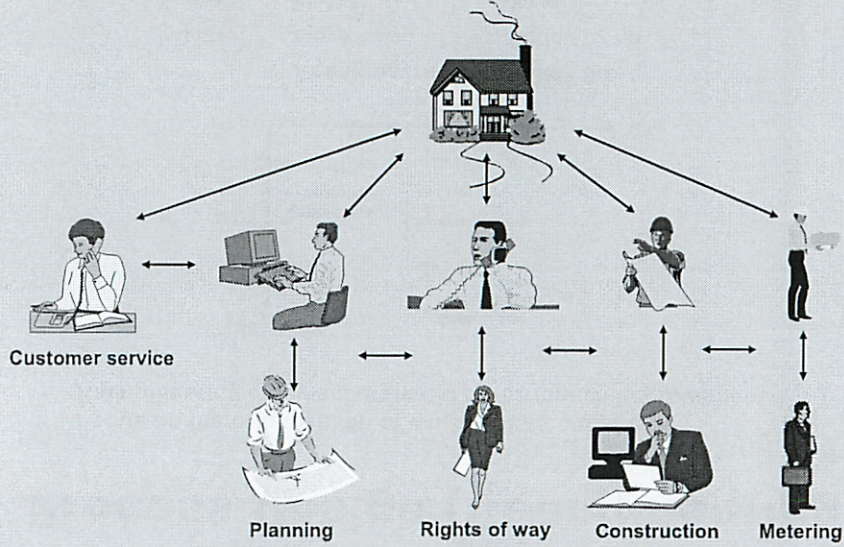 Customer service
Planning
Rights of way
Construction
Metering